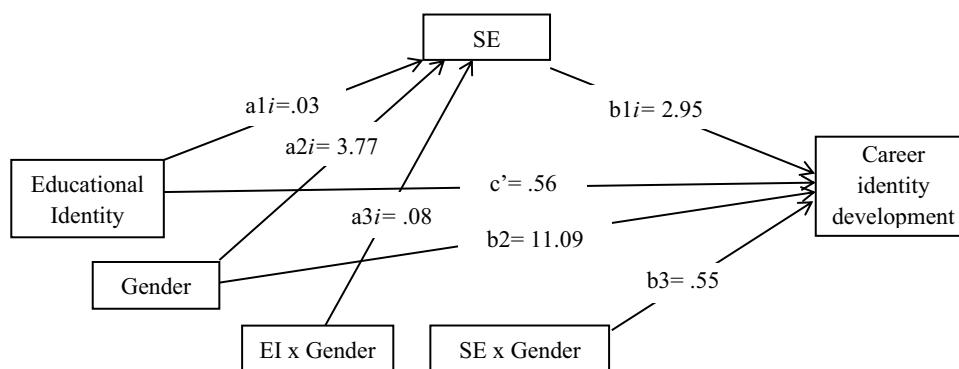 SE
a1i=.03
b1i= 2.95
a2i= 3.77
Career
identity
development
Educational
Identity
c’= .56
a3i= .08
b2= 11.09
Gender
b3= .55
EI x Gender
SE x Gender